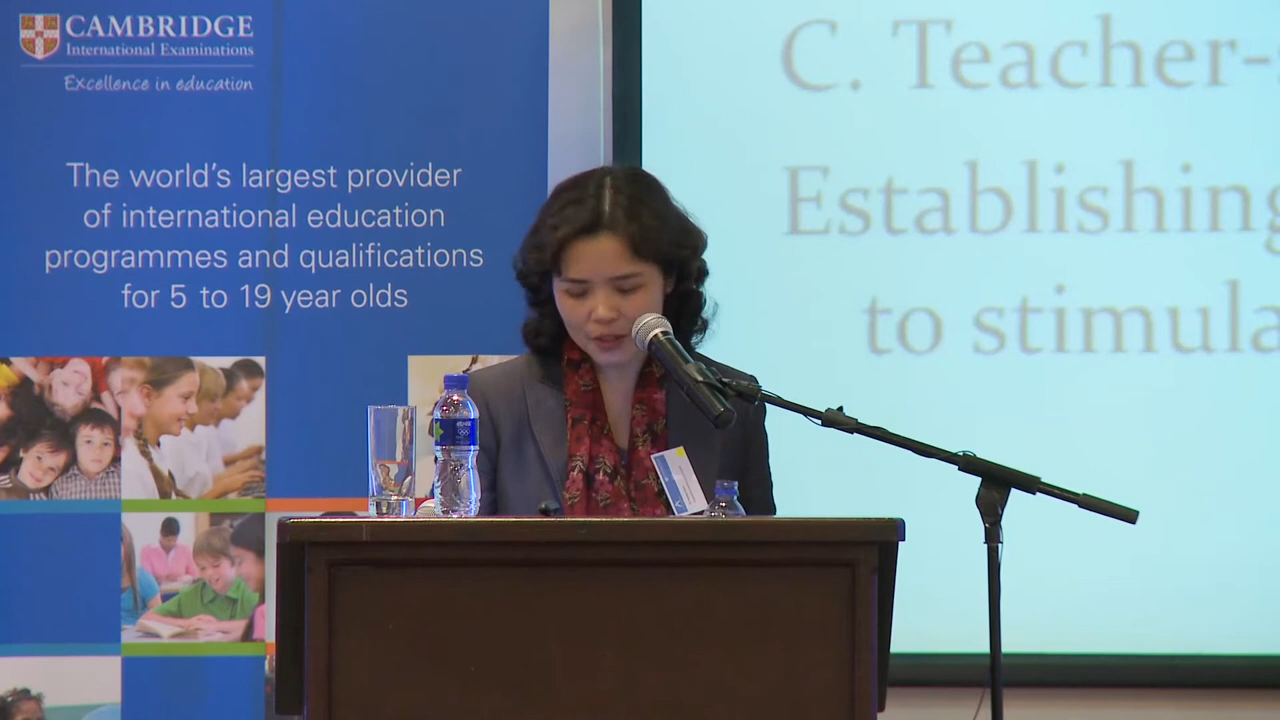 CAMBRIDGE
International Examinations
Excellence in education
The world's largest provider
of international education
programmes and qualifications
for 5 to 19 year olds
C. Teacher-
Establishing
to stimula